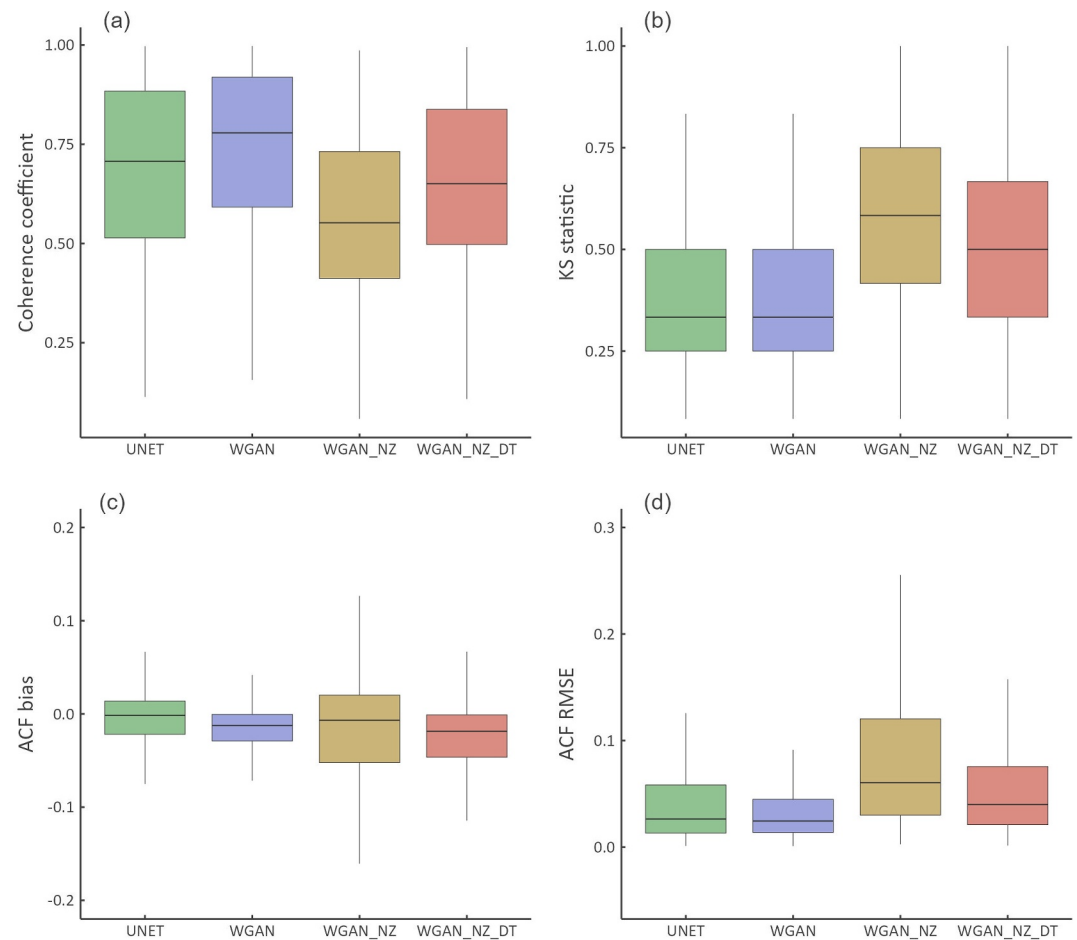 (a)
Coherence coefficient
1.00
0.75
0.50
0.25
UNET WGAN WGAN_NZ WGAN_NZ_DT
(b)
KS statistic
1.00
0.75
0.50
0.25
UNET WGAN WGAN_NZ WGAN_NZ_DT
(c)
ACF bias
0.2
0.1
0.0
-0.1
-0.2
UNET WGAN WGAN_NZ WGAN_NZ_DT
(d)
ACF RMSE
0.3
0.2
0.1
0.0
UNET WGAN WGAN_NZ WGAN_NZ_DT